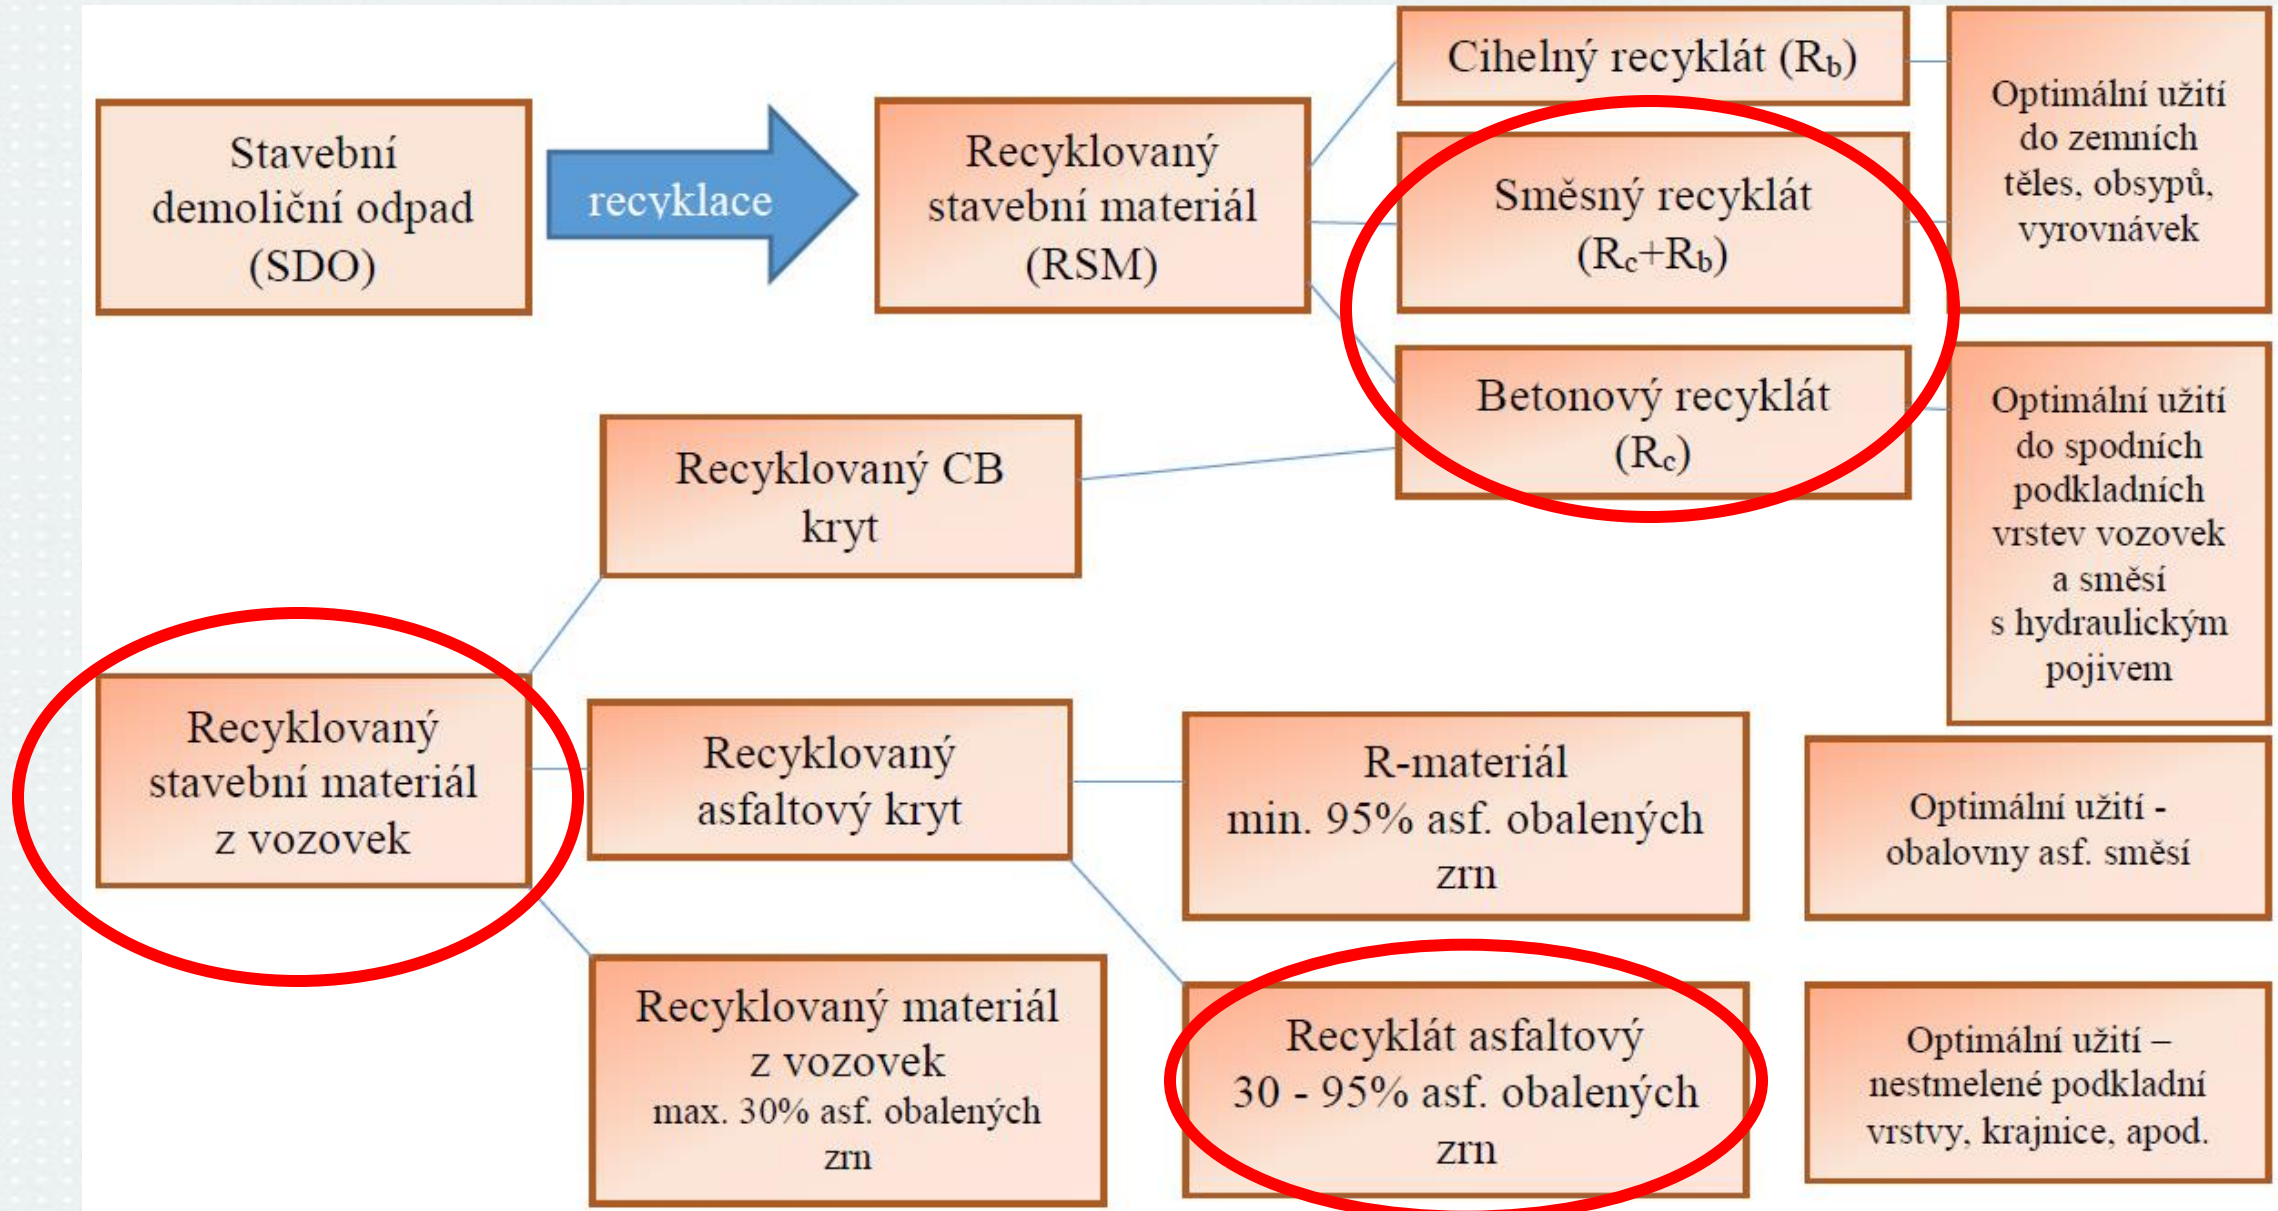 Stavební
demoliční odpad
(SDO)
recyklace
Recyklovaný
stavební materiál
(RSM)
Cihelný recyklát (Rb)
Směsný recyklát
(Rc+Rb)
Betonový recyklát
(Rc)
Optimální užití
do zemních
těles, obsypů,
vyrovnávek
Optimální užití
do spodních
podkladních
vrstev vozovek
a směsí
s hydraulickým
pojivem
Recyklovaný CB
kryt
Recyklovaný
stavební materiál
z vozovek
Recyklovaný
asfaltový kryt
R-materiál
min. 95% asf. obalených
zrn
Optimální užití -
obalovny asf. směsí
Recyklovaný materiál
z vozovek
max. 30% asf. obalených
zrn
Recyklát asfaltový
30 - 95% asf. obalených
zrn
Optimální užití –
nestmelené podkladní
vrstvy, krajnice, apod.